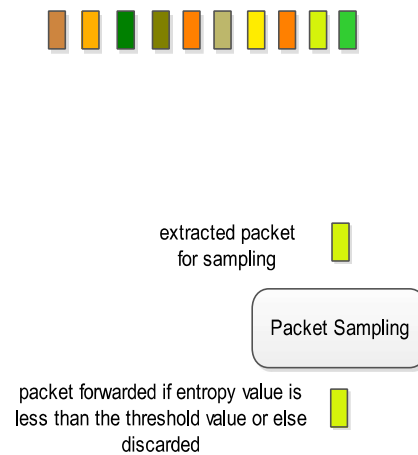 extracted packet
for sampling
Packet Sampling
packet forwarded if entropy value is
less than the threshold value or else
discarded